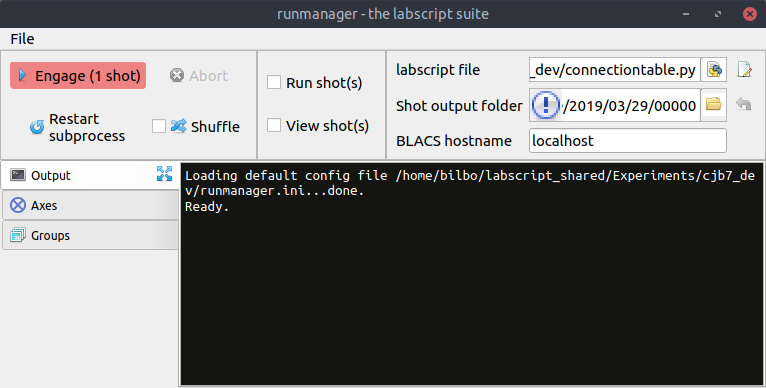 runmanager - the labscript suite
File
Engage (1 shot)
Abort
Restart subprocess
Shuffle
Run shot(s)
View shot(s)
labscript file
_dev/connectiontable.py
Shot output folder
/2019/03/29/00000
BLACS hostname
localhost
Output
Axes
Groups
Loading default config file /home/bilbo/labscript_shared/Experiments/cjb7_de
v/runmanager.ini...done.
Ready.